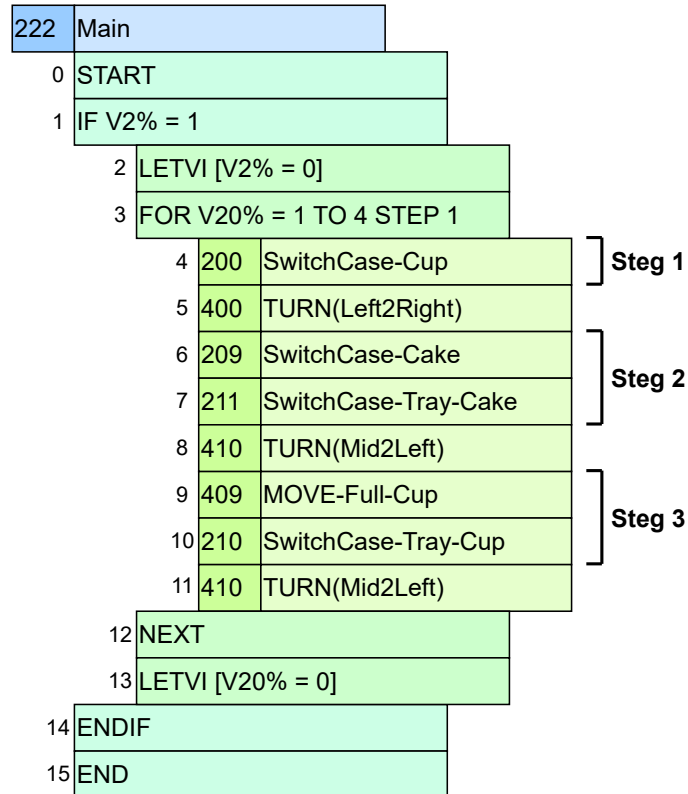 222 Main
0 START
1 IF V2% = 1
2 LETVI [V2% = 0]
3 FOR V20% = 1 TO 4 STEP 1
4 200 SwitchCase-Cup Steg 1
5 400 TURN(Left2Right)
6 209 SwitchCase-Cake
Steg 2
7 211 SwitchCase-Tray-Cake
8 410 TURN(Mid2Left)
9 409 MOVE-Full-Cup
Steg 3
10 210 SwitchCase-Tray-Cup
11 410 TURN(Mid2Left)
12 NEXT
13 LETVI [V20% = 0]
14 ENDIF
15 END